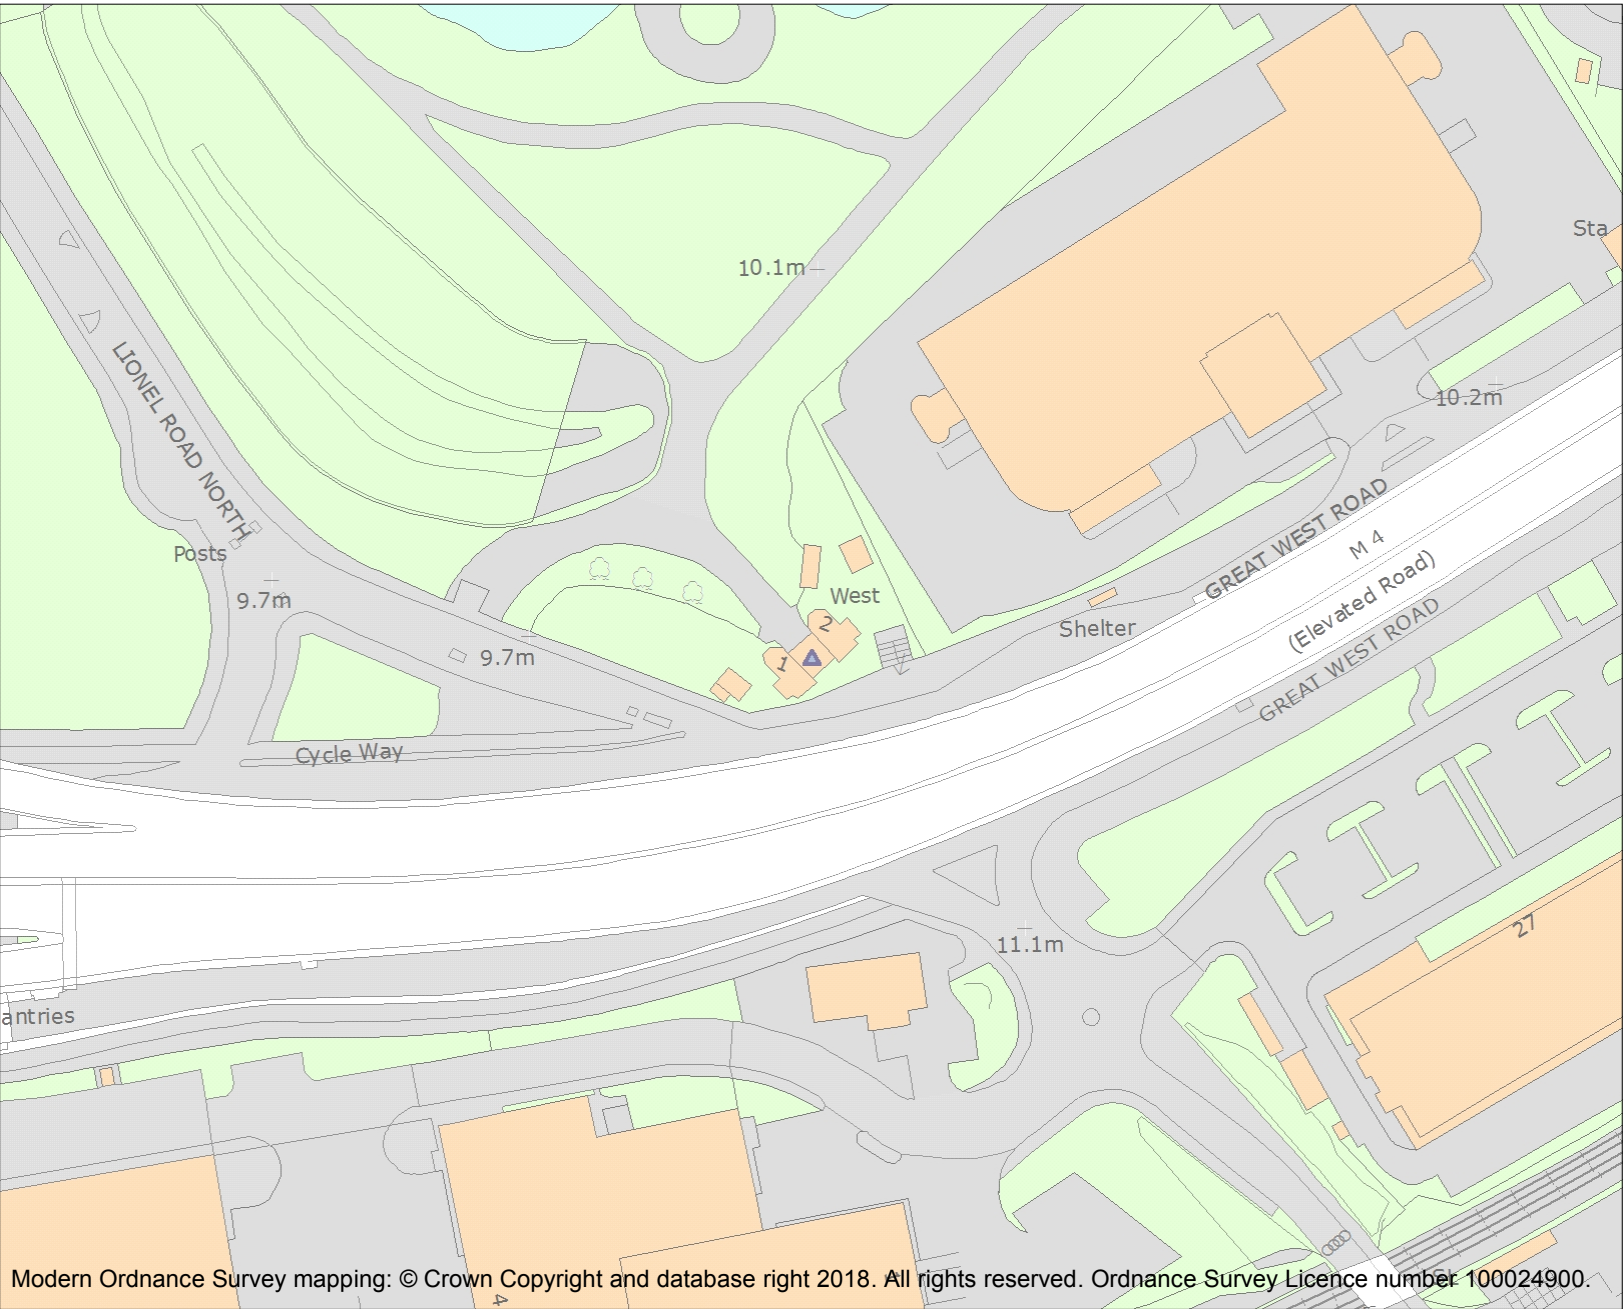 10.1m
Sta
LIONEL ROAD NORTH
10.2m
GREAT WEST ROAD
M 4
(Elevated Road)
GREAT WEST ROAD
Posts
9.7m
West
2
1
Shelter
9.7m
Cycle Way
27
11.1m
antries
4
Modern Ordnance Survey mapping: © Crown Copyright and database right 2018. All rights reserved. Ordnance Survey Licence number 100024900.